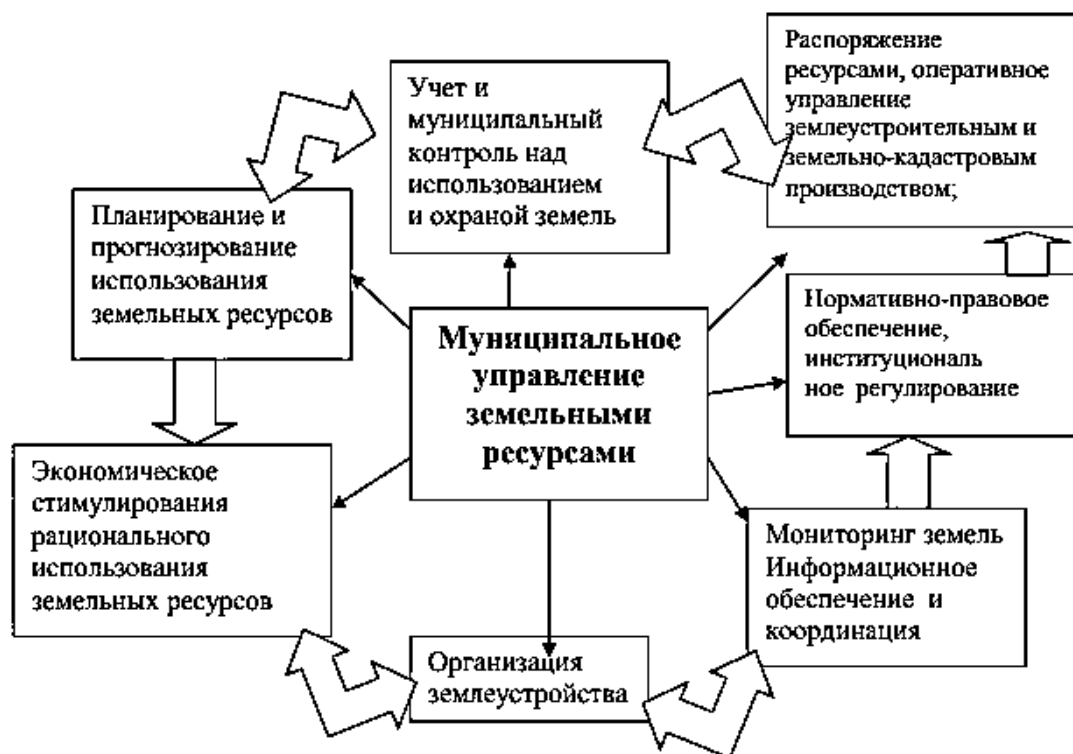 Учет и
муниципальный
контроль над
использованием
и охраной земель
Распоряжение
ресурсами, оперативное
управление
землеустроительным и
земельно-кадастровым
производством;
Планирование и
прогнозирование
использования
земельных ресурсов
Муниципальное
управление
земельными
ресурсами
Нормативно-правовое
обеспечение,
институциональ
ное регулирование
Экономическое
стимулирования
рационального
использования
земельных ресурсов
Организация
землеустройства
Мониторинг земель
Информационное
обеспечение и
координация